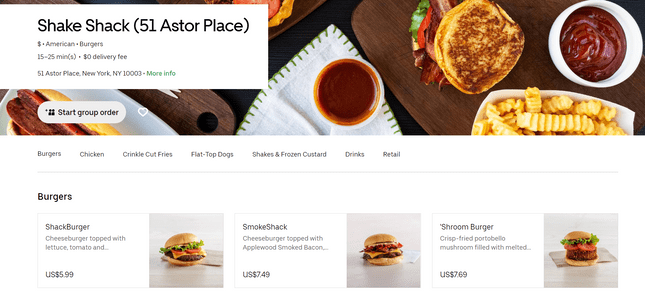 Shake Shack (51 Astor Place)
$ • American • Burgers
15–25 min(s) • $0 delivery fee
51 Astor Place, New York, NY 10003 • More info
Start group order
Burgers
Chicken
Crinkle Cut Fries
Flat-Top Dogs
Shakes & Frozen Custard
Drinks
Retail
Burgers
ShackBurger
Cheeseburger topped with
lettuce, tomato and...
US$5.99
SmokeShack
Cheeseburger topped with
Applewood Smoked Bacon,...
US$7.49
'Shroom Burger
Crisp-fried portobello
mushroom filled with melted...
US$7.69